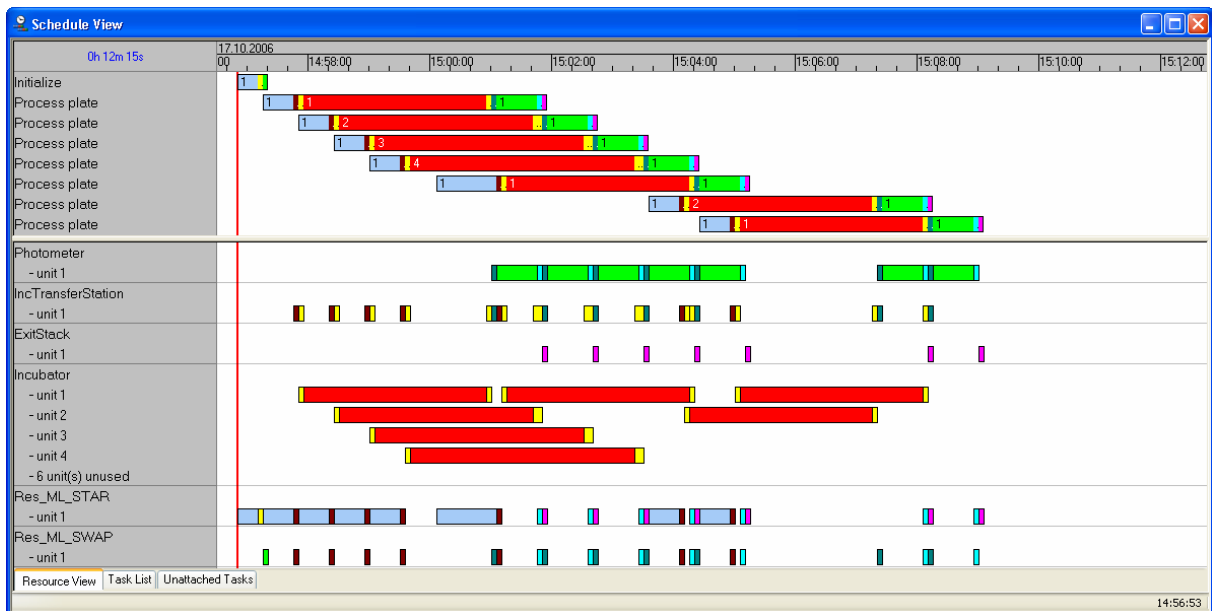 Schedule View
0h 12m 15s
17.10.2006
00 14:58:00 15:00:00 15:02:00 15:04:00 15:06:00 15:08:00 15:10:00 15:12:00
Initialize 1
Process plate 1 1 1
Process plate 1 2 1
Process plate 1 3 1
Process plate 1 4 1
Process plate 1 1 1
Process plate 1 2 1
Process plate 1 1 1
Photometer
- unit 1
IncTransferStation
- unit 1
ExitStack
- unit 1
Incubator
- unit 1
- unit 2
- unit 3
- unit 4
- 6 unit(s) unused
Res_ML_STAR
- unit 1
Res_ML_SWAP
- unit 1
Resource View Task List Unattached Tasks
14:56:53